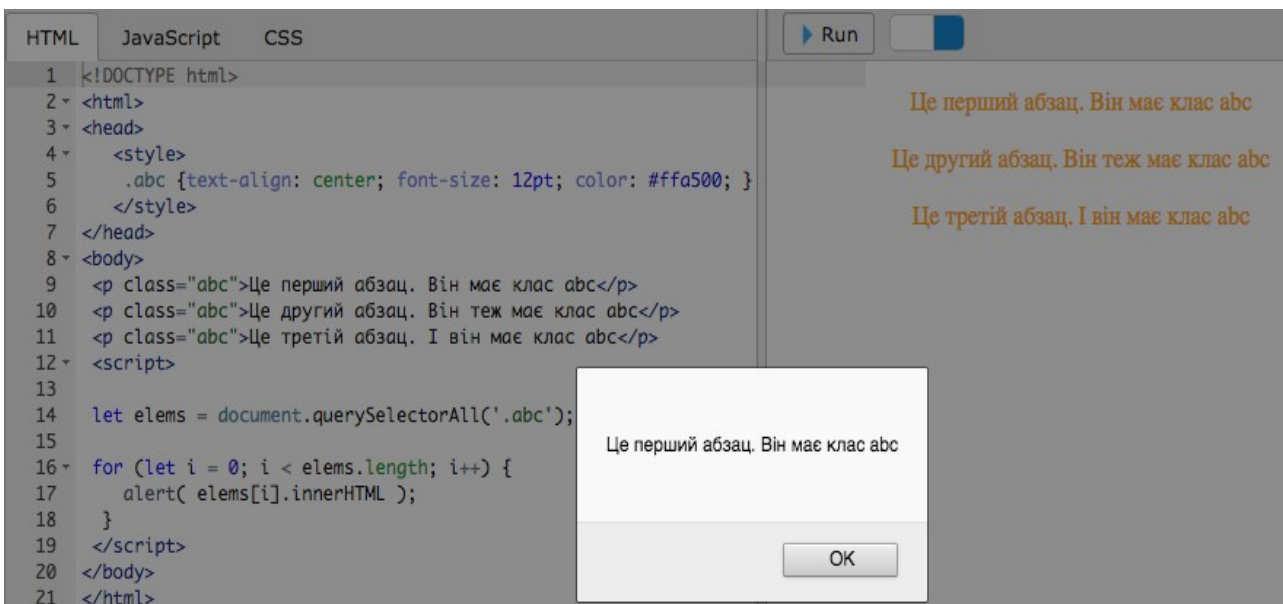 HTML JavaScript CSS
Run
1 <!DOCTYPE html>
2 <html>
3 <head>
4 <style>
5 .abc {text-align: center; font-size: 12pt; color: #ffa500; }
6 </style>
7 </head>
8 <body>
9 <p class="abc">Це перший абзац. Він має клас abc</p>
10 <p class="abc">Це другий абзац. Він теж має клас abc</p>
11 <p class="abc">Це третій абзац. І він має клас abc</p>
12 <script>
13
14 let elems = document.querySelectorAll('.abc');
15
16 for (let i = 0; i < elems.length; i++) {
17 alert( elems[i].innerHTML );
18 }
19 </script>
20 </body>
21 </html>
Це перший абзац. Він має клас abc
Це другий абзац. Він теж має клас abc
Це третій абзац. І він має клас abc
Це перший абзац. Він має клас abc
OK